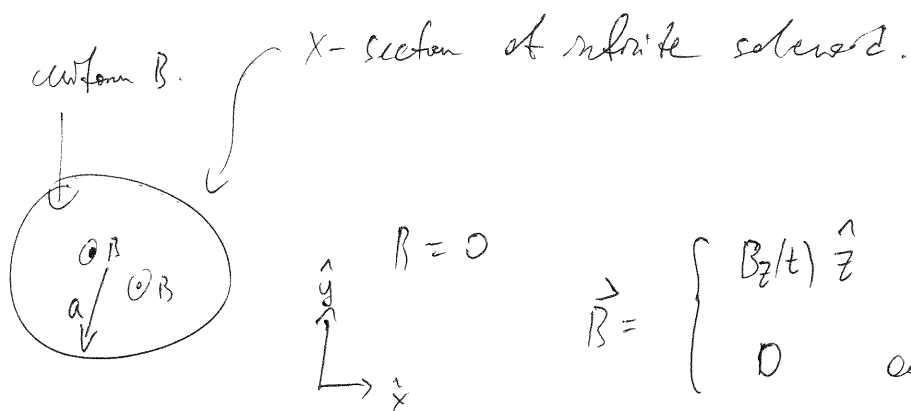 X-section of infinite solenoid.
uniform B.
⊙ B
⊙ B
a
B = 0
ŷ
x̂
B⃗ = { B_z(t) ẑ
0